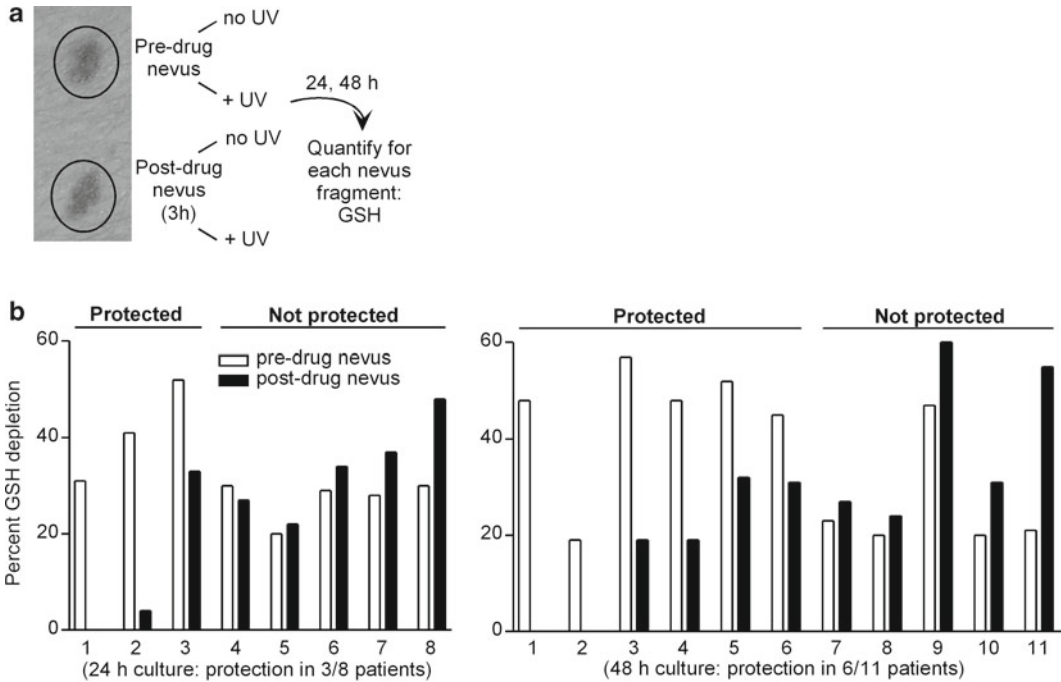 a
no UV
Pre-drug
nevus
+ UV
24, 48 h
no UV
Post-drug
nevus
(3h)
+ UV
Quantify for
each nevus
fragment:
GSH
b
Protected
Not protected
pre-drug nevus
post-drug nevus
Percent GSH depletion
60
40
20
0
1 2 3 4 5 6 7 8
(24 h culture: protection in 3/8 patients)
Protected
Not protected
60
40
20
0
1 2 3 4 5 6 7 8 9 10 11
(48 h culture: protection in 6/11 patients)